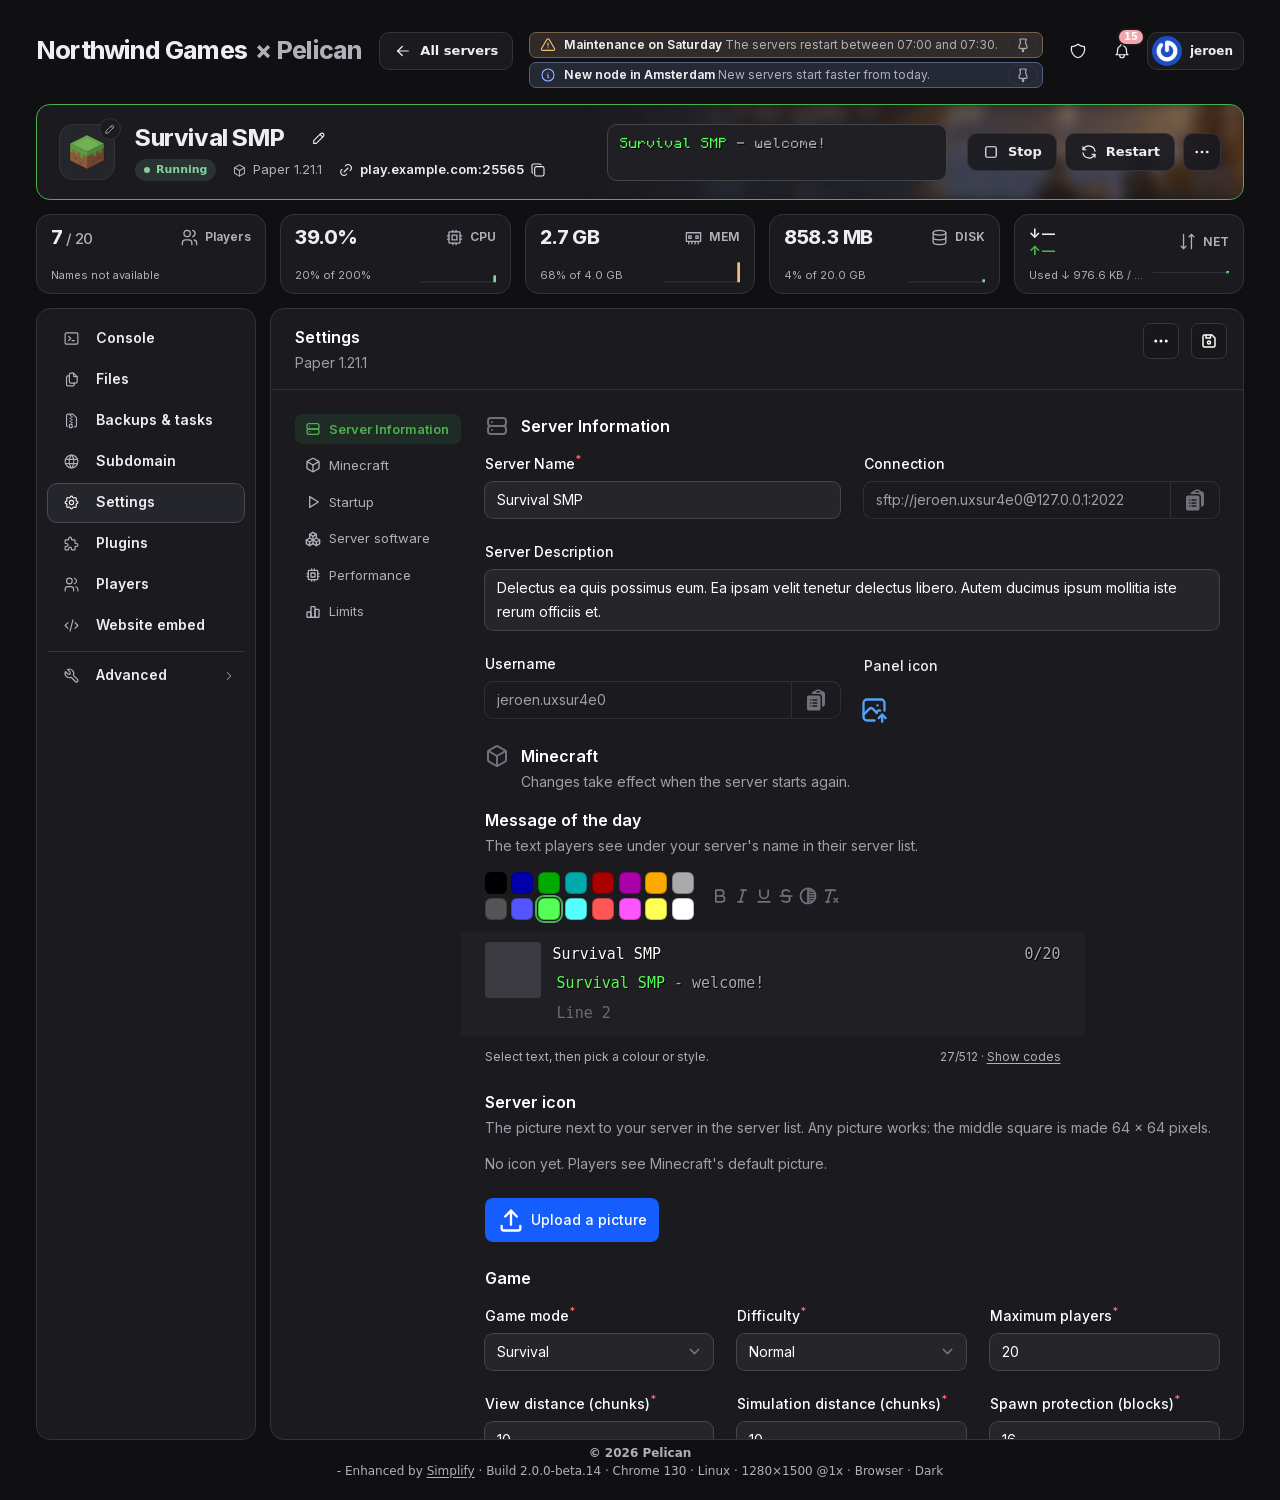 Northwind Games × Pelican
All servers
Maintenance on Saturday The servers restart between 07:00 and 07:30.
New node in Amsterdam New servers start faster from today.
15
jeroen
Survival SMP
Running
Paper 1.21.1
play.example.com:25565
Survival SMP - welcome!
Stop
Restart
7 / 20
Players
Names not available
39.0%
CPU
20% of 200%
2.7 GB
MEM
68% of 4.0 GB
858.3 MB
DISK
4% of 20.0 GB
↓—
↑—
NET
Used ↓ 976.6 KB / ...
Console
Files
Backups & tasks
Subdomain
Settings
Plugins
Players
Website embed
Advanced
Settings
Paper 1.21.1
Server Information
Minecraft
Startup
Server software
Performance
Limits
Server Information
Server Name*
Connection
Survival SMP
sftp://jeroen.uxsur4e0@127.0.0.1:2022
Server Description
Delectus ea quis possimus eum. Ea ipsam velit tenetur delectus libero. Autem ducimus ipsum mollitia iste
rerum officiis et.
Username
Panel icon
jeroen.uxsur4e0
Minecraft
Changes take effect when the server starts again.
Message of the day
The text players see under your server's name in their server list.
B I U S T×
Survival SMP
0/20
Survival SMP - welcome!
Line 2
Select text, then pick a colour or style.
27/512 · Show codes
Server icon
The picture next to your server in the server list. Any picture works: the middle square is made 64 × 64 pixels.
No icon yet. Players see Minecraft's default picture.
Upload a picture
Game
Game mode*
Difficulty*
Maximum players*
Survival
Normal
20
View distance (chunks)*
Simulation distance (chunks)*
Spawn protection (blocks)*
10
10
16
© 2026 Pelican
- Enhanced by Simplify · Build 2.0.0-beta.14 · Chrome 130 · Linux · 1280×1500 @1x · Browser · Dark